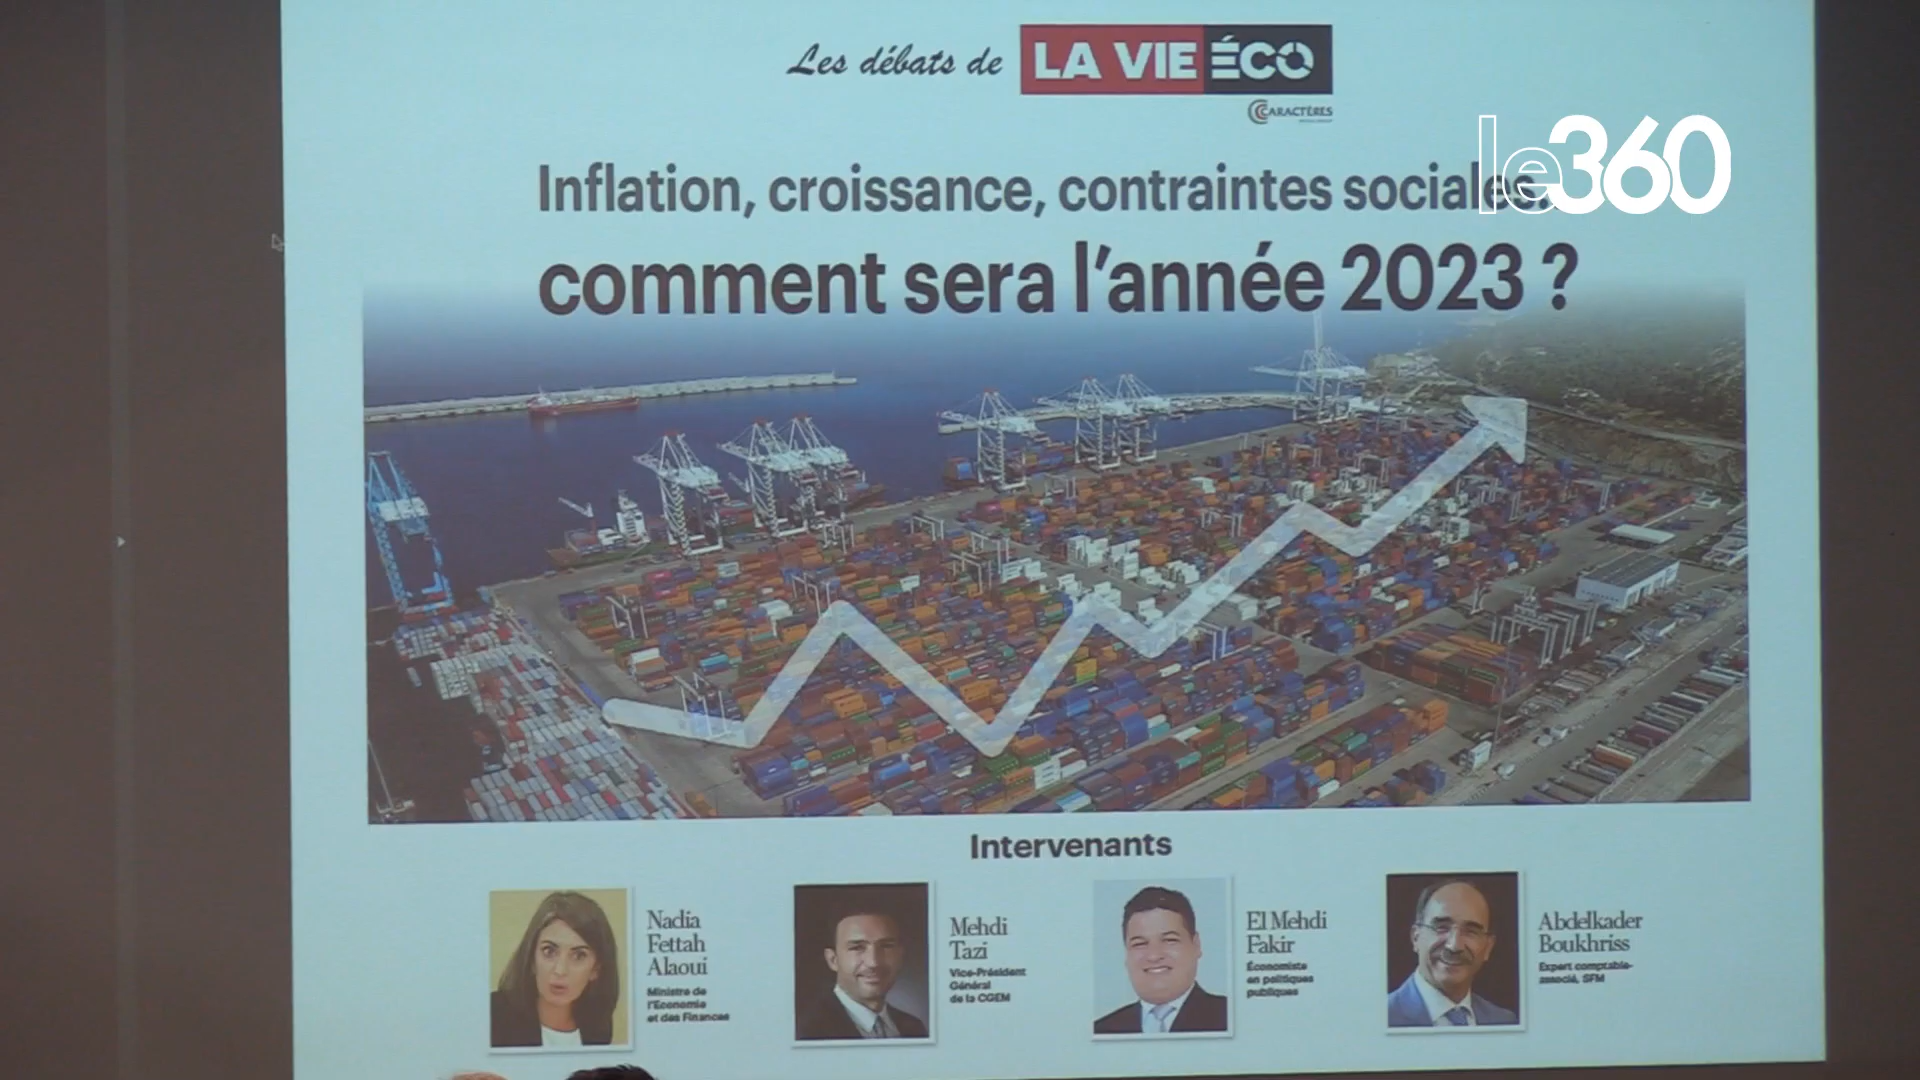 Les débats de LA VIE ÉCO
CARACTÈRES
le360
Inflation, croissance, contraintes sociales
comment sera l'année 2023 ?
Intervenants
Nadia
Fettah
Alaoui
Ministre de
l'Economie
et des Finances
Mehdi
Tazi
Vice-Président
Général
de la CGEM
El Mehdi
Fakir
Économiste
en politiques
publiques
Abdelkader
Boukhriss
Expert comptable-
associé, SFM